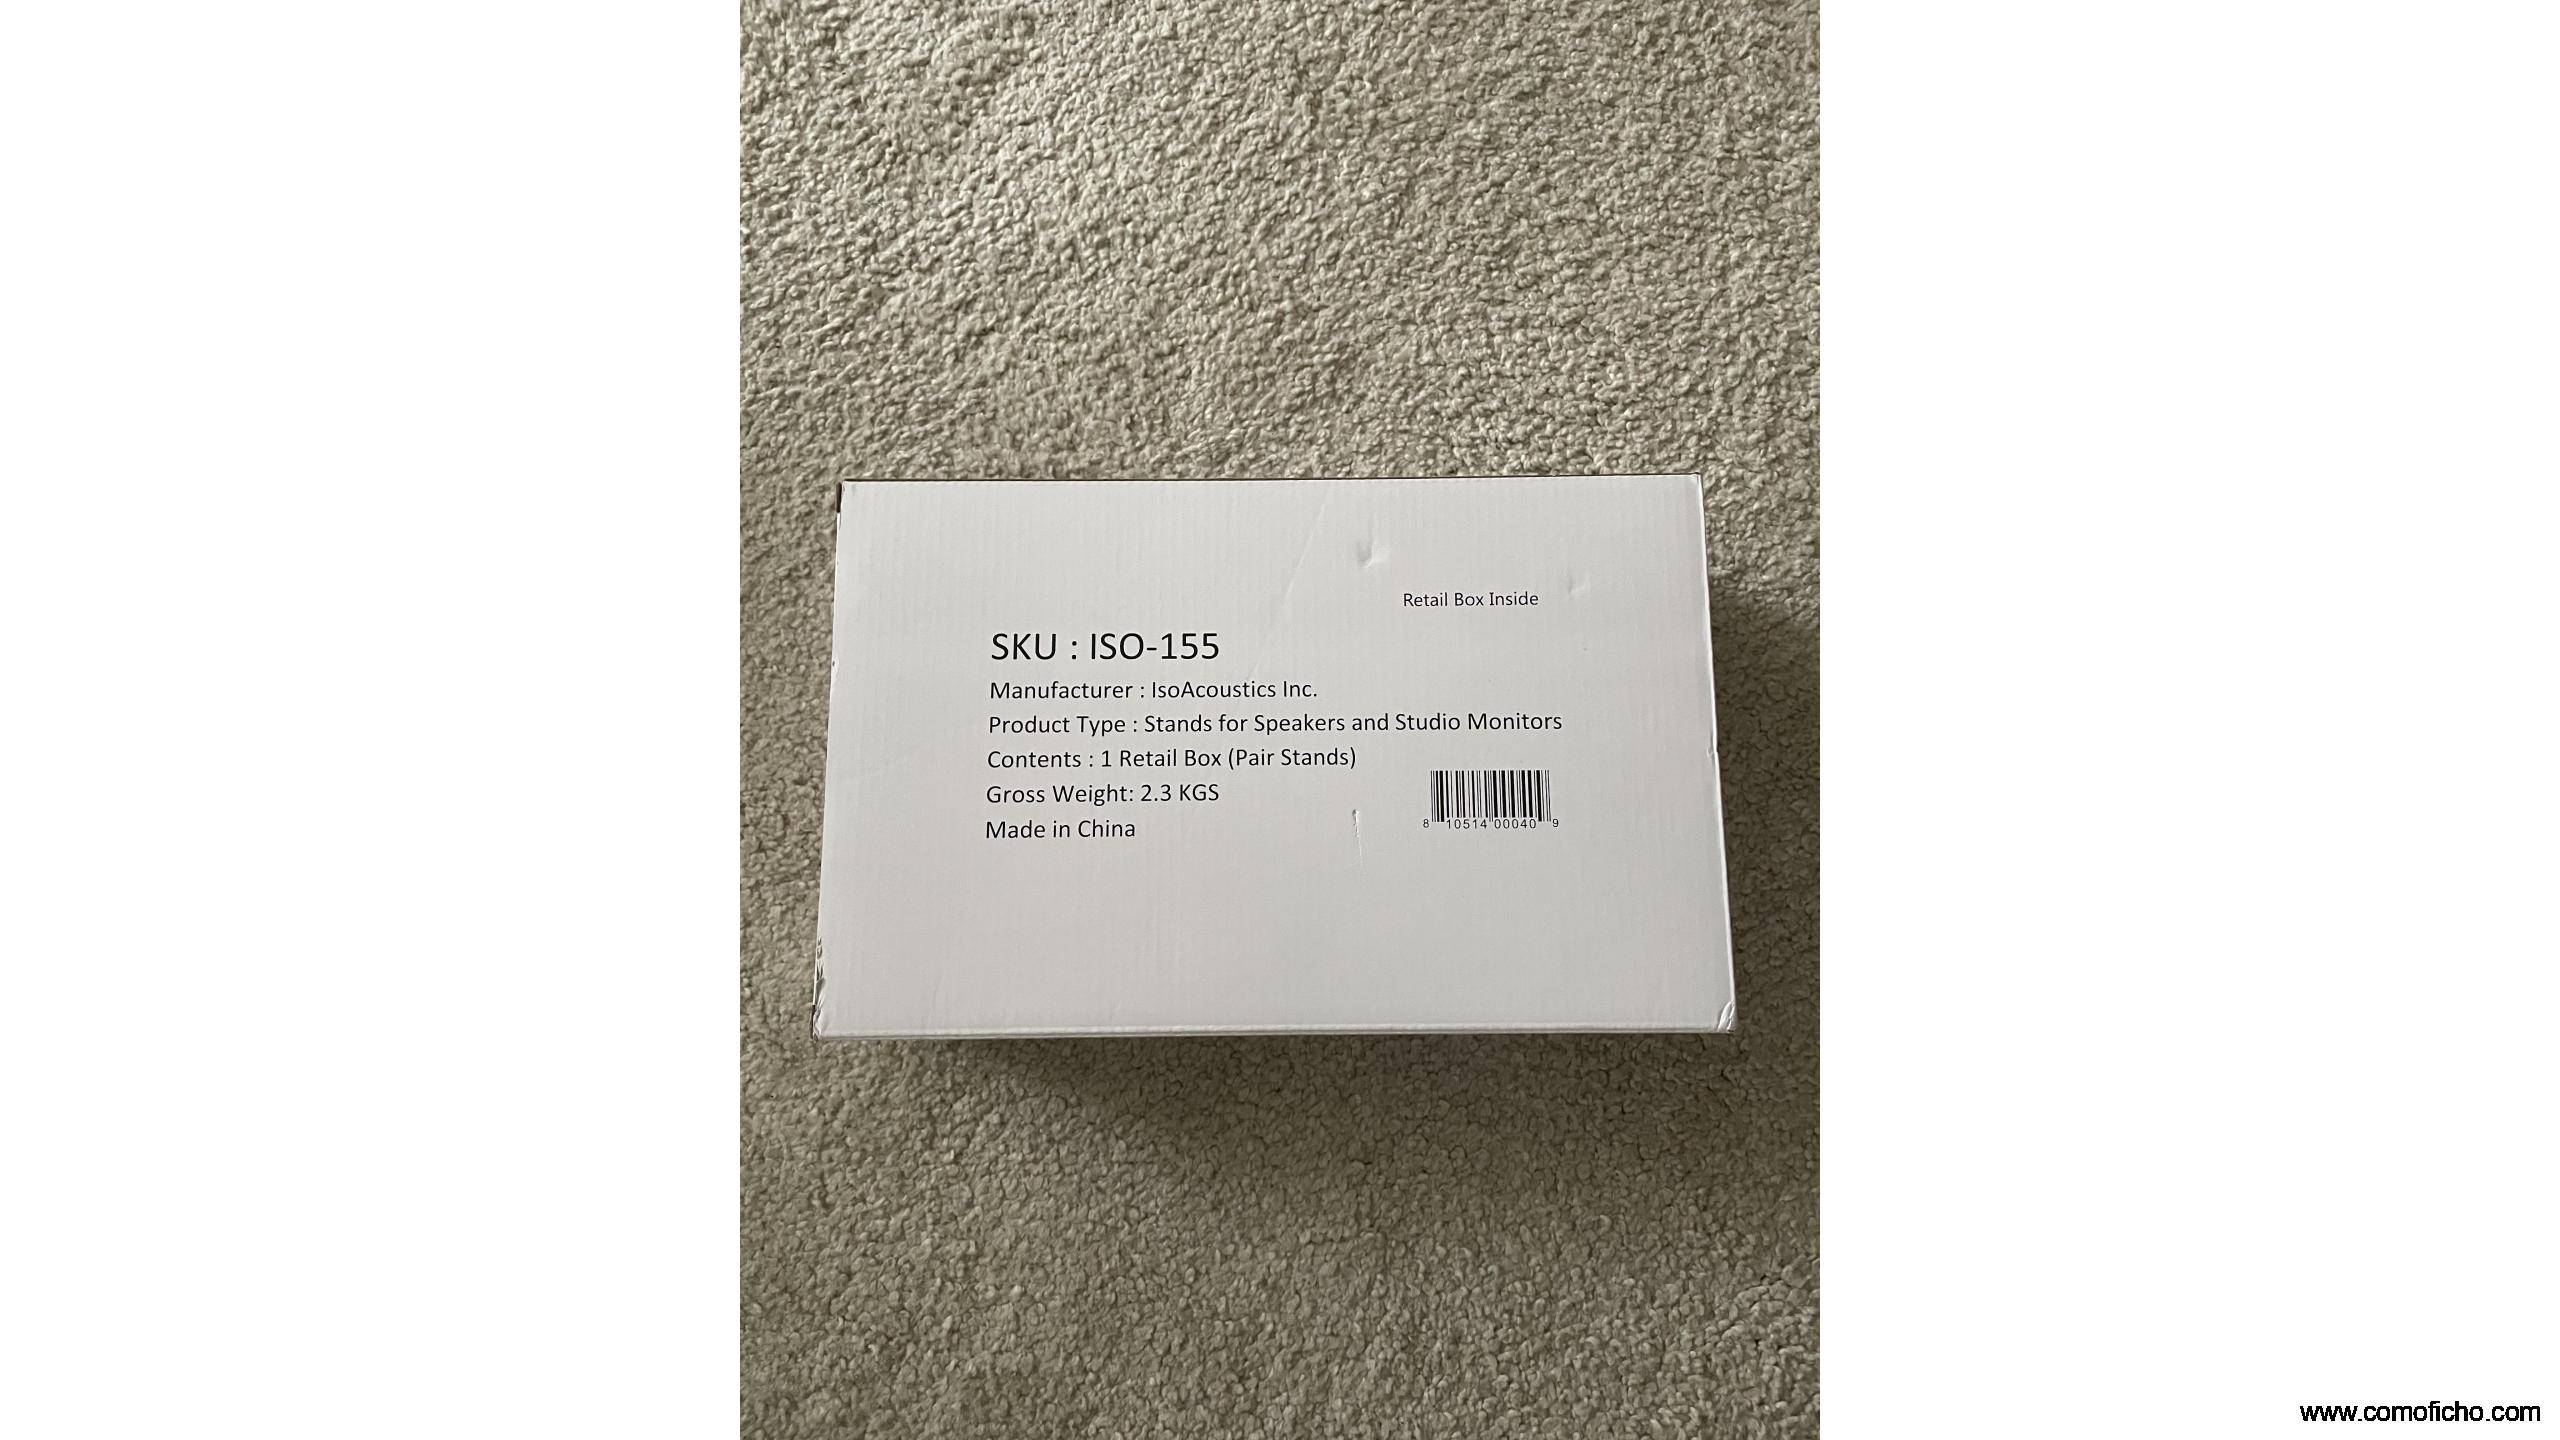 Retail Box Inside
SKU : ISO-155
Manufacturer : IsoAcoustics Inc.
Product Type : Stands for Speakers and Studio Monitors
Contents : 1 Retail Box (Pair Stands)
Gross Weight: 2.3 KGS
Made in China
8 10514 00040 9
www.comoficho.com